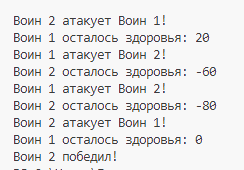 Воин 2 атакует Воин 1!
Воин 1 осталось здоровья: 20
Воин 1 атакует Воин 2!
Воин 2 осталось здоровья: -60
Воин 1 атакует Воин 2!
Воин 2 осталось здоровья: -80
Воин 2 атакует Воин 1!
Воин 1 осталось здоровья: 0
Воин 2 победил!